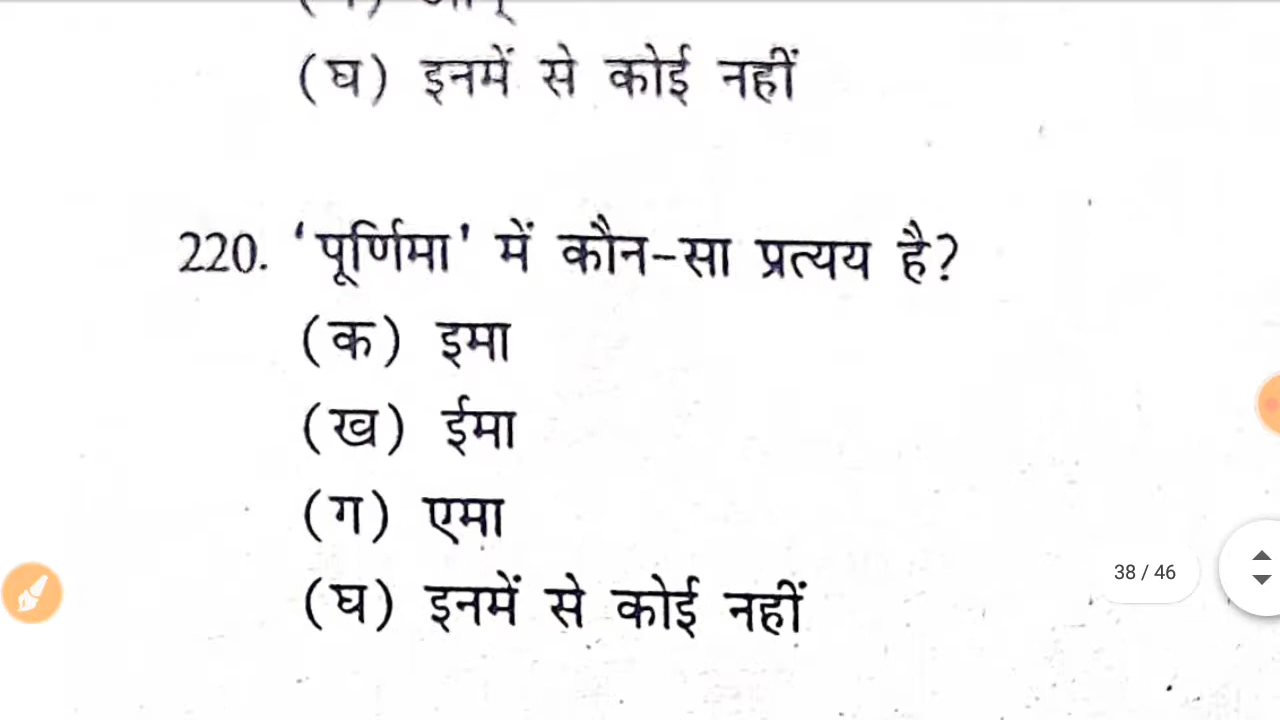 (घ) इनमें से कोई नहीं
220. 'पूर्णिमा' में कौन-सा प्रत्यय है?
(क) इमा
(ख) ईमा
(ग) एमा
(घ) इनमें से कोई नहीं
38 / 46